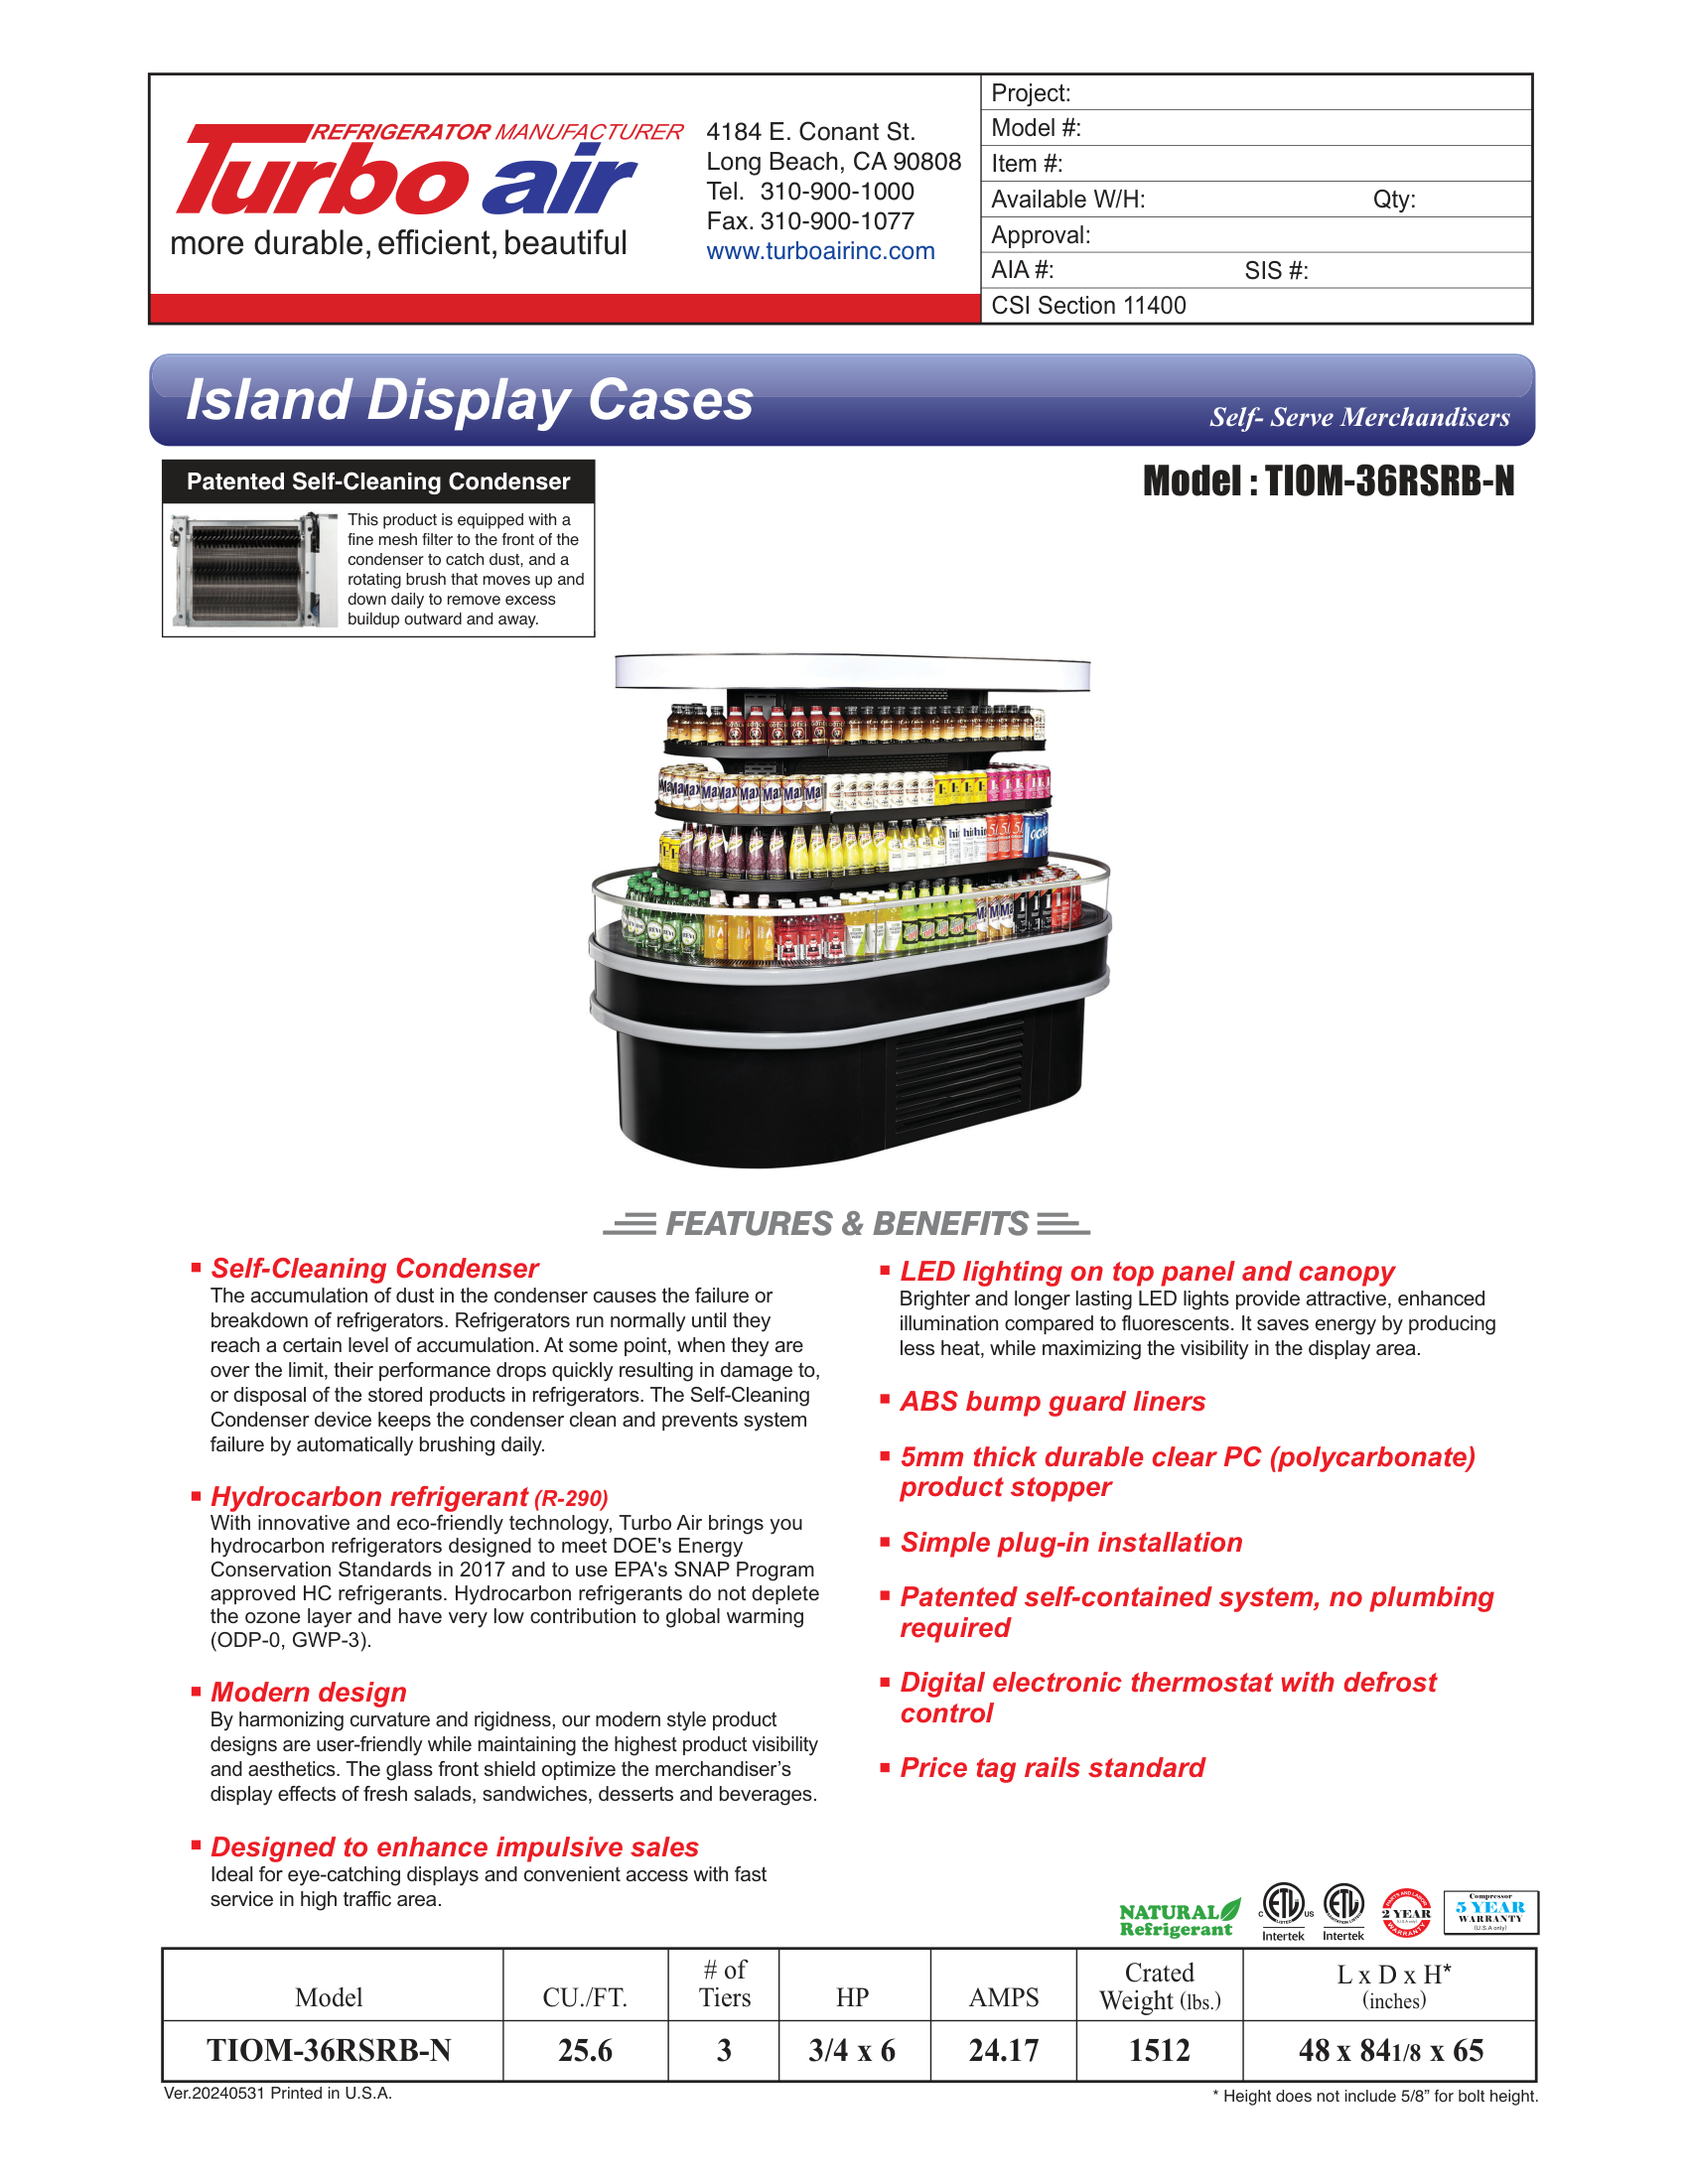 REFRIGERATOR MANUFACTURER
Turbo air
more durable, efficient, beautiful
4184 E. Conant St.
Long Beach, CA 90808
Tel. 310-900-1000
Fax. 310-900-1077
www.turboairinc.com
Project:
Model #:
Item #:
Available W/H: Qty:
Approval:
AIA #: SIS #:
CSI Section 11400
Island Display Cases
Self- Serve Merchandisers
Patented Self-Cleaning Condenser
This product is equipped with a
fine mesh filter to the front of the
condenser to catch dust, and a
rotating brush that moves up and
down daily to remove excess
buildup outward and away.
Model : TIOM-36RSRB-N
FEATURES & BENEFITS
Self-Cleaning Condenser
The accumulation of dust in the condenser causes the failure or
breakdown of refrigerators. Refrigerators run normally until they
reach a certain level of accumulation. At some point, when they are
over the limit, their performance drops quickly resulting in damage to,
or disposal of the stored products in refrigerators. The Self-Cleaning
Condenser device keeps the condenser clean and prevents system
failure by automatically brushing daily.
Hydrocarbon refrigerant (R-290)
With innovative and eco-friendly technology, Turbo Air brings you
hydrocarbon refrigerators designed to meet DOE's Energy
Conservation Standards in 2017 and to use EPA's SNAP Program
approved HC refrigerants. Hydrocarbon refrigerants do not deplete
the ozone layer and have very low contribution to global warming
(ODP-0, GWP-3).
Modern design
By harmonizing curvature and rigidness, our modern style product
designs are user-friendly while maintaining the highest product visibility
and aesthetics. The glass front shield optimize the merchandiser’s
display effects of fresh salads, sandwiches, desserts and beverages.
Designed to enhance impulsive sales
Ideal for eye-catching displays and convenient access with fast
service in high traffic area.
LED lighting on top panel and canopy
Brighter and longer lasting LED lights provide attractive, enhanced
illumination compared to fluorescents. It saves energy by producing
less heat, while maximizing the visibility in the display area.
ABS bump guard liners
5mm thick durable clear PC (polycarbonate)
product stopper
Simple plug-in installation
Patented self-contained system, no plumbing
required
Digital electronic thermostat with defrost
control
Price tag rails standard
NATURAL
Refrigerant
C ETL US
LISTED
Intertek
ETL
Intertek
PARTS AND LABOR
2 YEAR
(U.S.A only)
WARRANTY
Compressor
5 YEAR
WARRANTY
(U.S.A only)
Model CU./FT. # of Tiers HP AMPS Crated Weight (lbs.) L x D x H* (inches)
TIOM-36RSRB-N 25.6 3 3/4 x 6 24.17 1512 48 x 84 1/8 x 65
Ver.20240531 Printed in U.S.A.
* Height does not include 5/8” for bolt height.